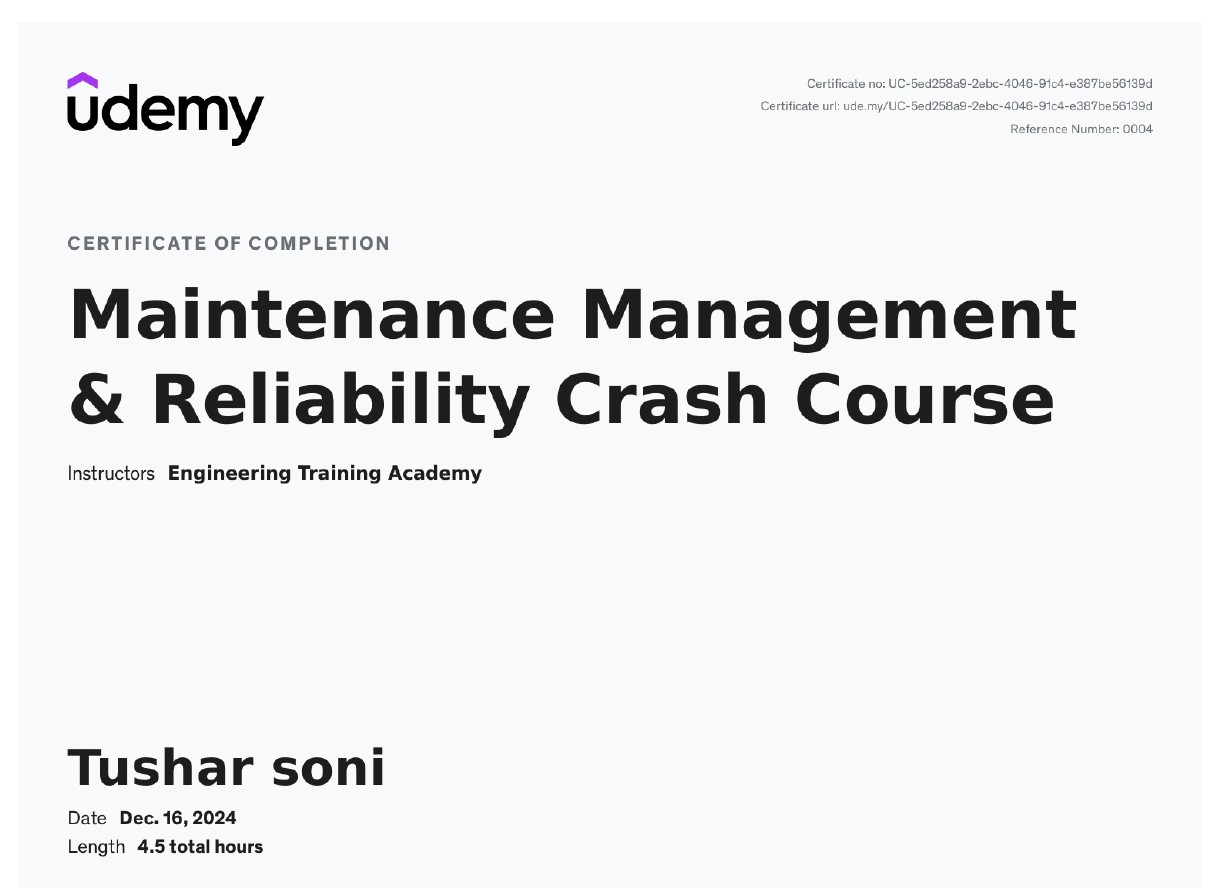 udemy
Certificate no: UC-5ed258a9-2ebc-4046-91c4-e387be56139d
Certificate url: ude.my/UC-5ed258a9-2ebc-4046-91c4-e387be56139d
Reference Number: 0004
CERTIFICATE OF COMPLETION
Maintenance Management
& Reliability Crash Course
Instructors Engineering Training Academy
Tushar soni
Date Dec. 16, 2024
Length 4.5 total hours